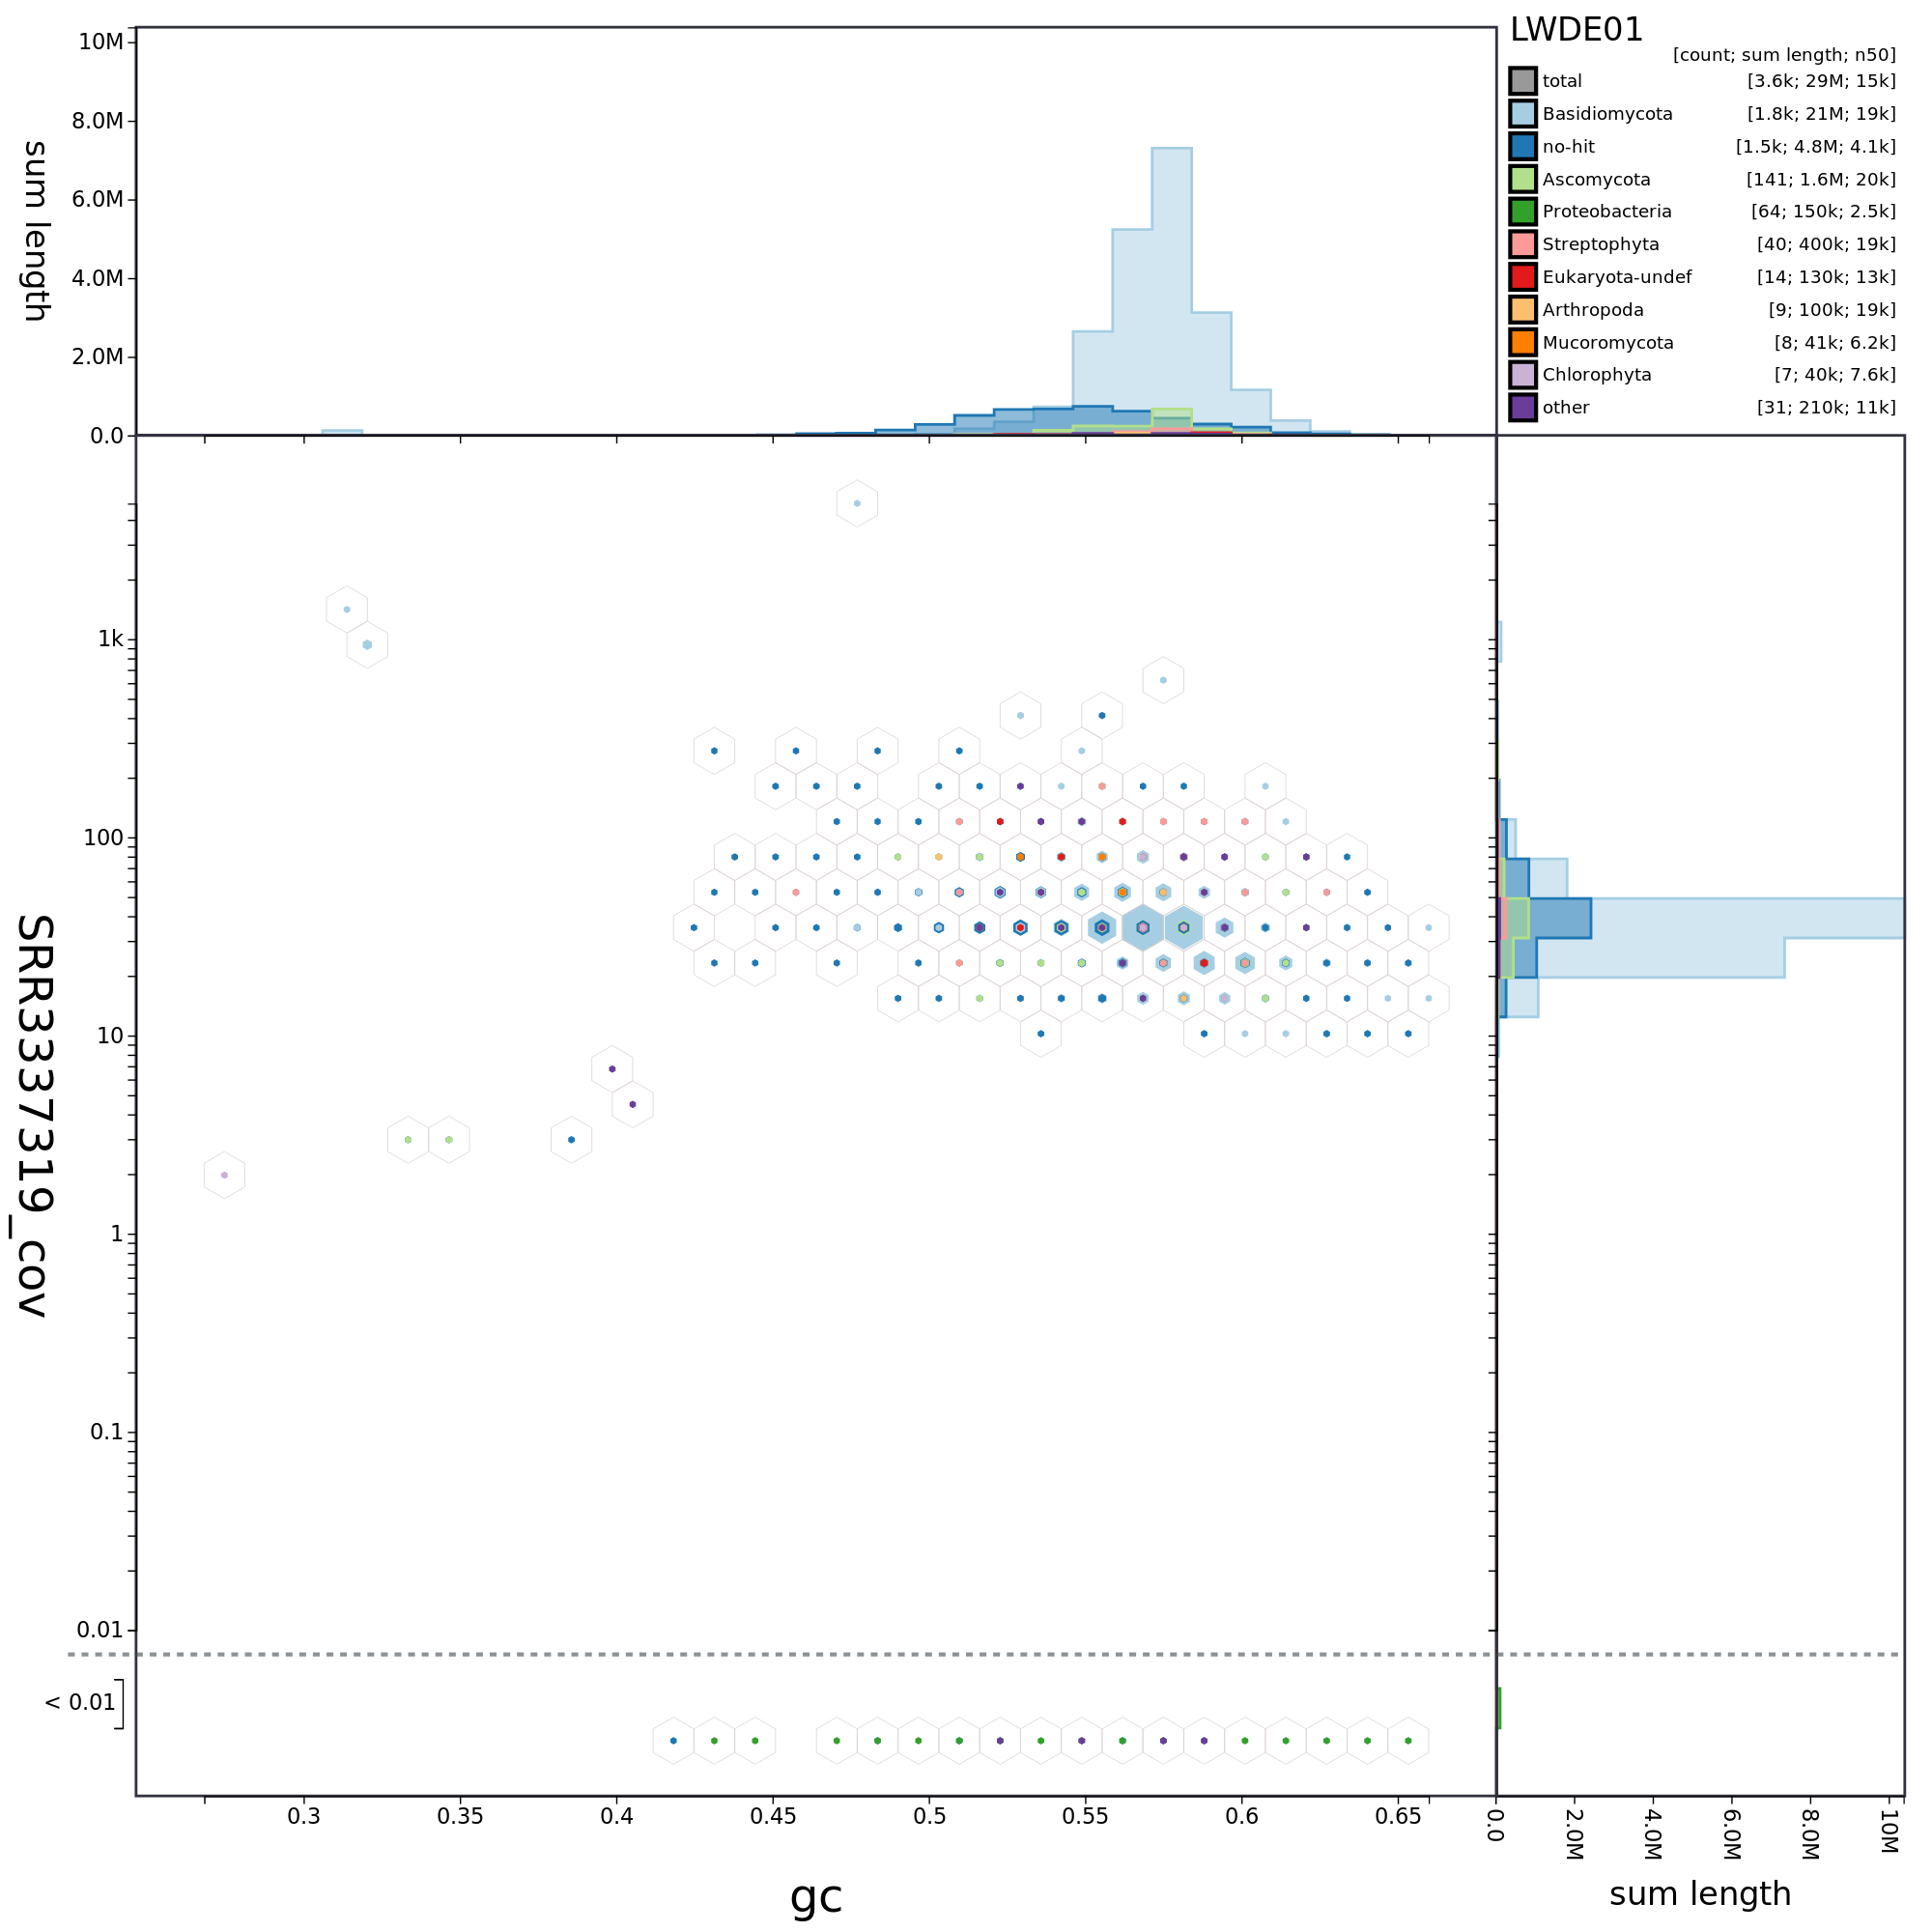 LWDE01
[count; sum length; n50]
total [3.6k; 29M; 15k]
Basidiomycota [1.8k; 21M; 19k]
no-hit [1.5k; 4.8M; 4.1k]
Ascomycota [141; 1.6M; 20k]
Proteobacteria [64; 150k; 2.5k]
Streptophyta [40; 400k; 19k]
Eukaryota-undef [14; 130k; 13k]
Arthropoda [9; 100k; 19k]
Mucoromycota [8; 41k; 6.2k]
Chlorophyta [7; 40k; 7.6k]
other [31; 210k; 11k]
sum length
10M
8.0M
6.0M
4.0M
2.0M
0.0
SRR3337319_cov
1k
100
10
1
0.1
0.01
< 0.01
0.3 0.35 0.4 0.45 0.5 0.55 0.6 0.65
gc
0.0 2.0M 4.0M 6.0M 8.0M 10M
sum length